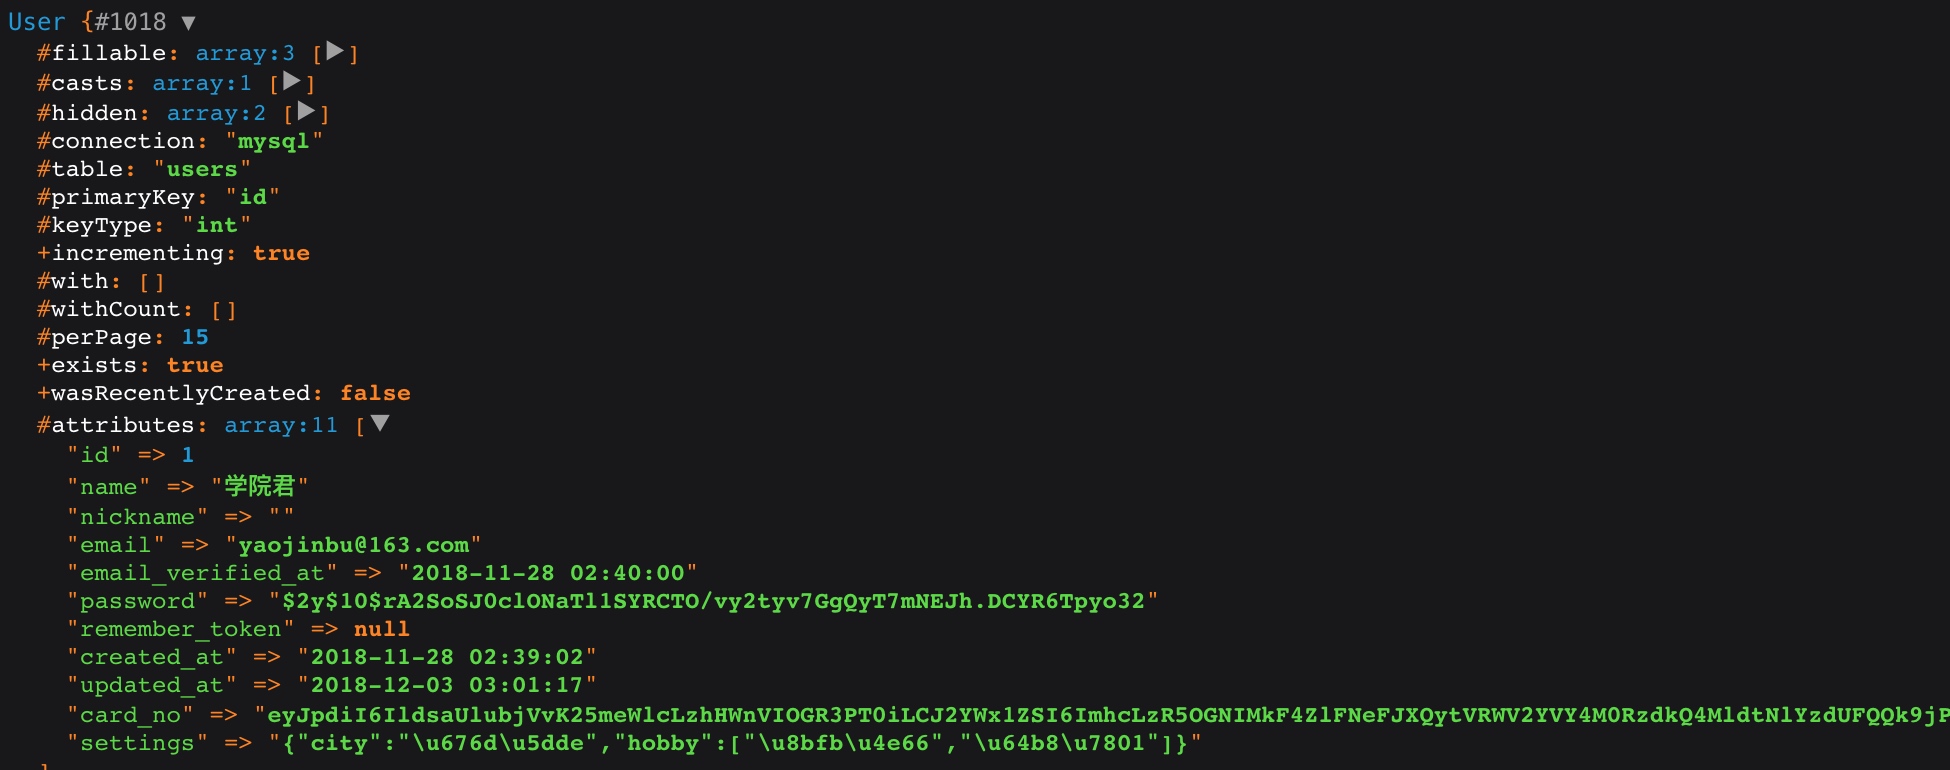 User {#1018 ▼
#fillable: array:3 [▶]
#casts: array:1 [▶]
#hidden: array:2 [▶]
#connection: "mysql"
#table: "users"
#primaryKey: "id"
#keyType: "int"
+incrementing: true
#with: []
#withCount: []
#perPage: 15
+exists: true
+wasRecentlyCreated: false
#attributes: array:11 [▼
"id" => 1
"name" => "学院君"
"nickname" => ""
"email" => "yaojinbu@163.com"
"email_verified_at" => "2018-11-28 02:40:00"
"password" => "$2y$10$rA2SoSJ0clONaTl1SYRCTO/vy2tyv7GgQyT7mNEJh.DCYR6Tpyo32"
"remember_token" => null
"created_at" => "2018-11-28 02:39:02"
"updated_at" => "2018-12-03 03:01:17"
"card_no" => "eyJpdiI6IldsaUlubjVvK25meWlcLzhHWnVIOGR3PT0iLCJ2YWx1ZSI6ImhcLzR5OGNIMkF4ZlFNeFJXQytVRWV2YVY4M0RzdkQ4MldtNlYzdUFQQk9jP
"settings" => "{"city":"\u676d\u5dde","hobby":["\u8bfb\u4e66","\u64b8\u7801"]}"